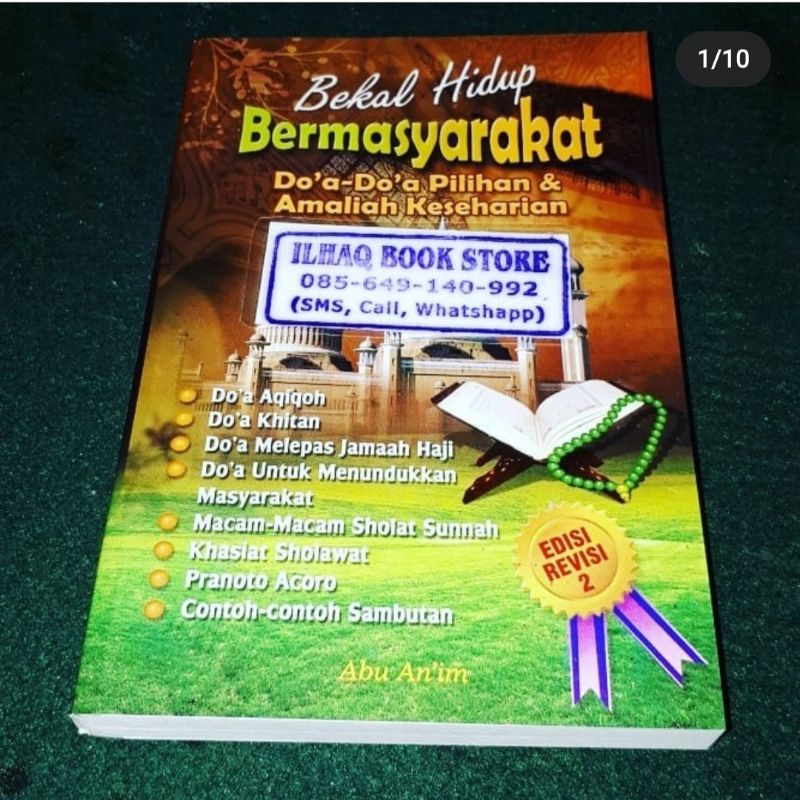 1/10
Bekal Hidup
Bermasyarakat
Do'a-Do'a Pilihan &
Amaliah Keseharian
ILHAQ BOOK STORE
085-649-140-992
(SMS, Call, Whatshapp)
Do'a Aqiqoh
Do'a Khitan
Do'a Melepas Jamaah Haji
Do'a Untuk Menundukkan
Masyarakat
Macam-Macam Sholat Sunnah
Khasiat Sholawat
Pranoto Acoro
Contoh-contoh Sambutan
EDISI
REVISI
2
Abu An'im